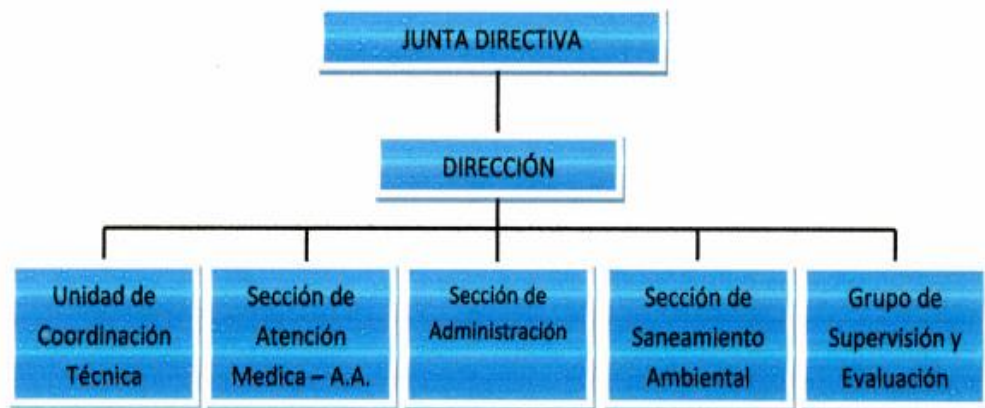 JUNTA DIRECTIVA
DIRECCIÓN
Unidad de
Coordinación
Técnica
Sección de
Atención
Medica – A.A.
Sección de
Administración
Sección de
Saneamiento
Ambiental
Grupo de
Supervisión y
Evaluación